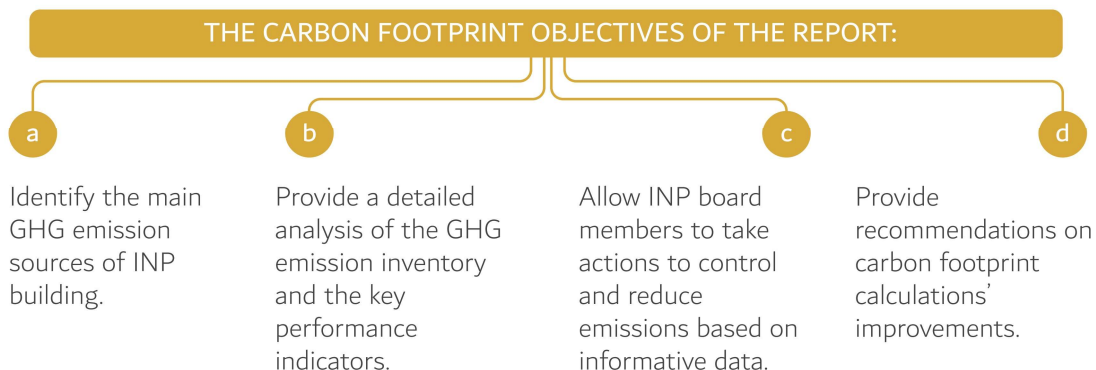 THE CARBON FOOTPRINT OBJECTIVES OF THE REPORT:
a
Identify the main
GHG emission
sources of INP
building.
b
Provide a detailed
analysis of the GHG
emission inventory
and the key
performance
indicators.
c
Allow INP board
members to take
actions to control
and reduce
emissions based on
informative data.
d
Provide
recommendations on
carbon footprint
calculations’
improvements.